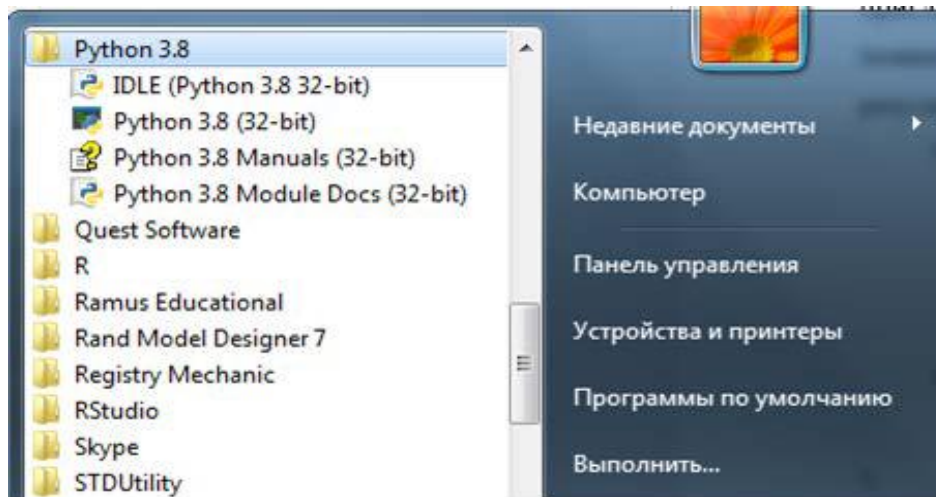 Python 3.8
IDLE (Python 3.8 32-bit)
Python 3.8 (32-bit)
Python 3.8 Manuals (32-bit)
Python 3.8 Module Docs (32-bit)
Quest Software
R
Ramus Educational
Rand Model Designer 7
Registry Mechanic
RStudio
Skype
STDUtility
Недавние документы
Компьютер
Панель управления
Устройства и принтеры
Программы по умолчанию
Выполнить...